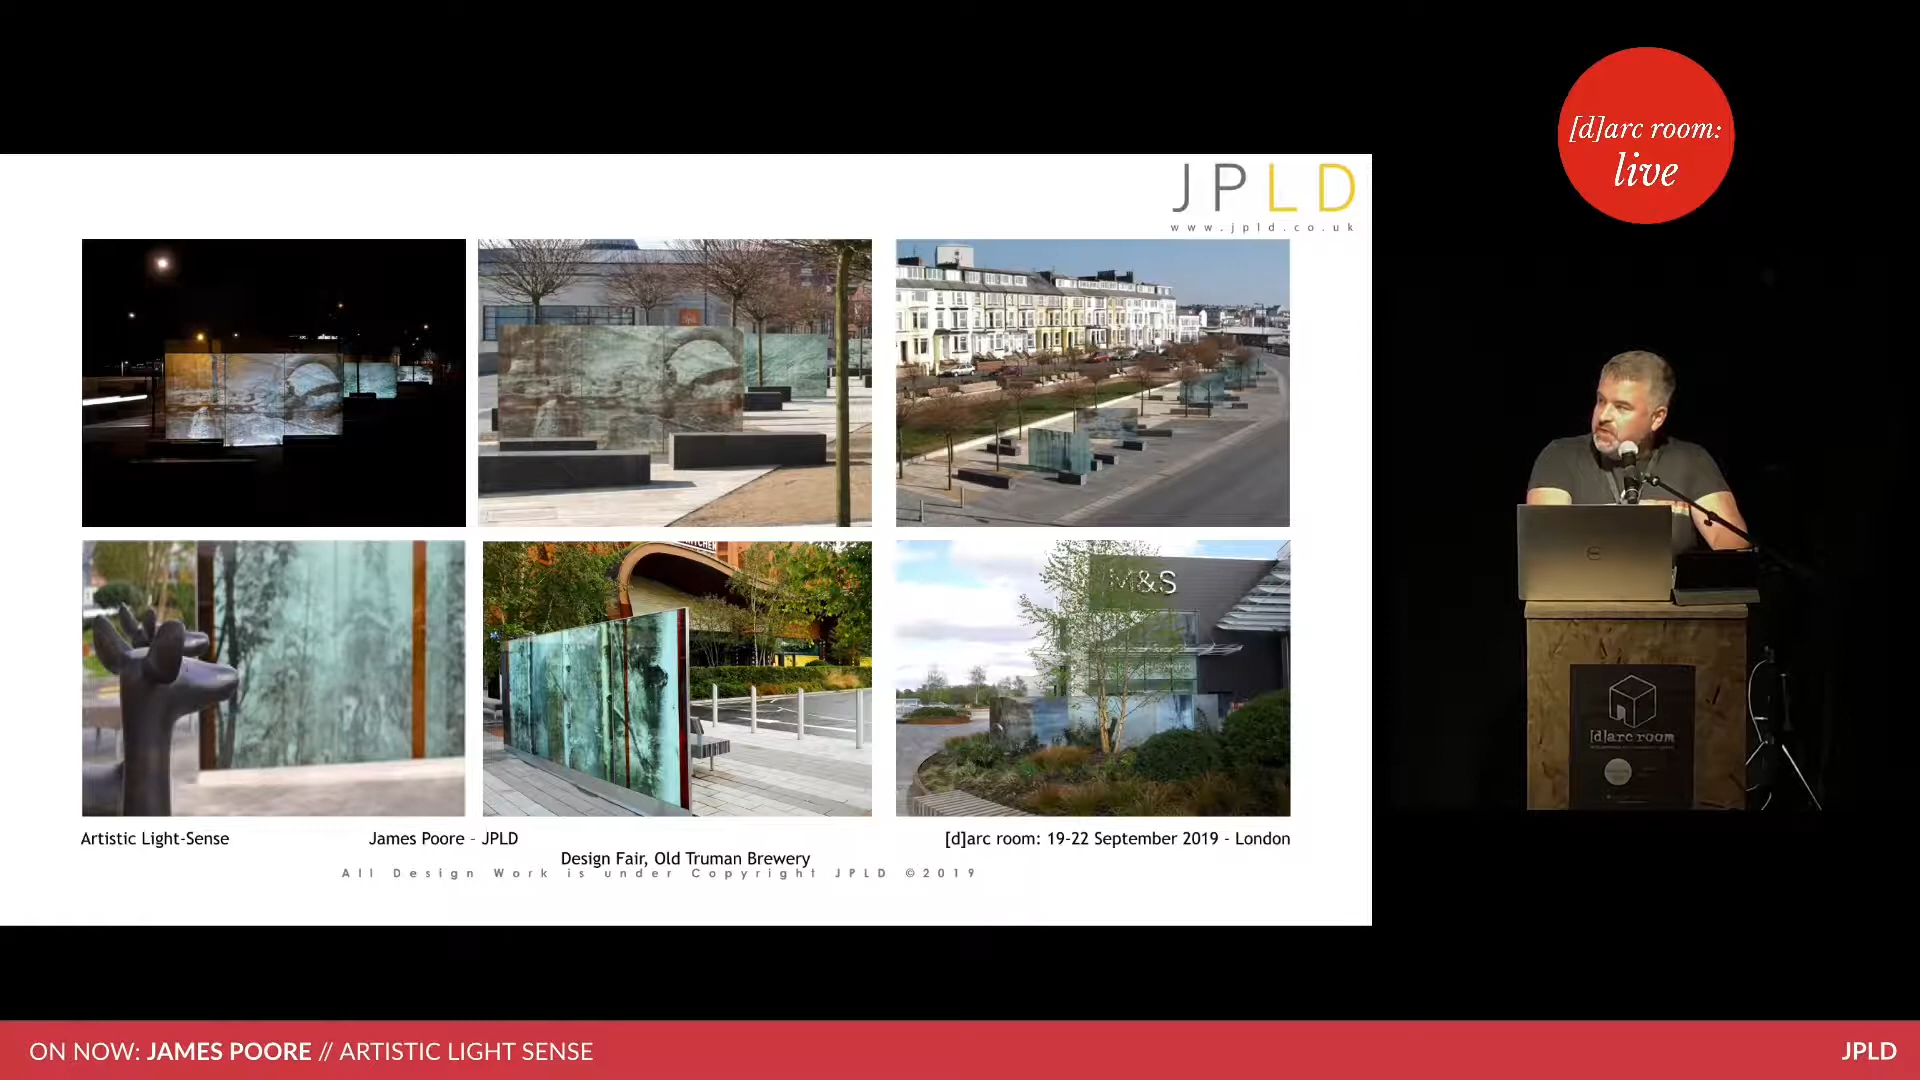 [d]arc room:
live
JPLD
www.jpld.co.uk
M&S
Artistic Light-Sense
James Poore - JPLD
[d]arc room: 19-22 September 2019 - London
Design Fair, Old Truman Brewery
All Design Work is under Copyright JPLD ©2019
[d]arc room
ON NOW: JAMES POORE // ARTISTIC LIGHT SENSE
JPLD